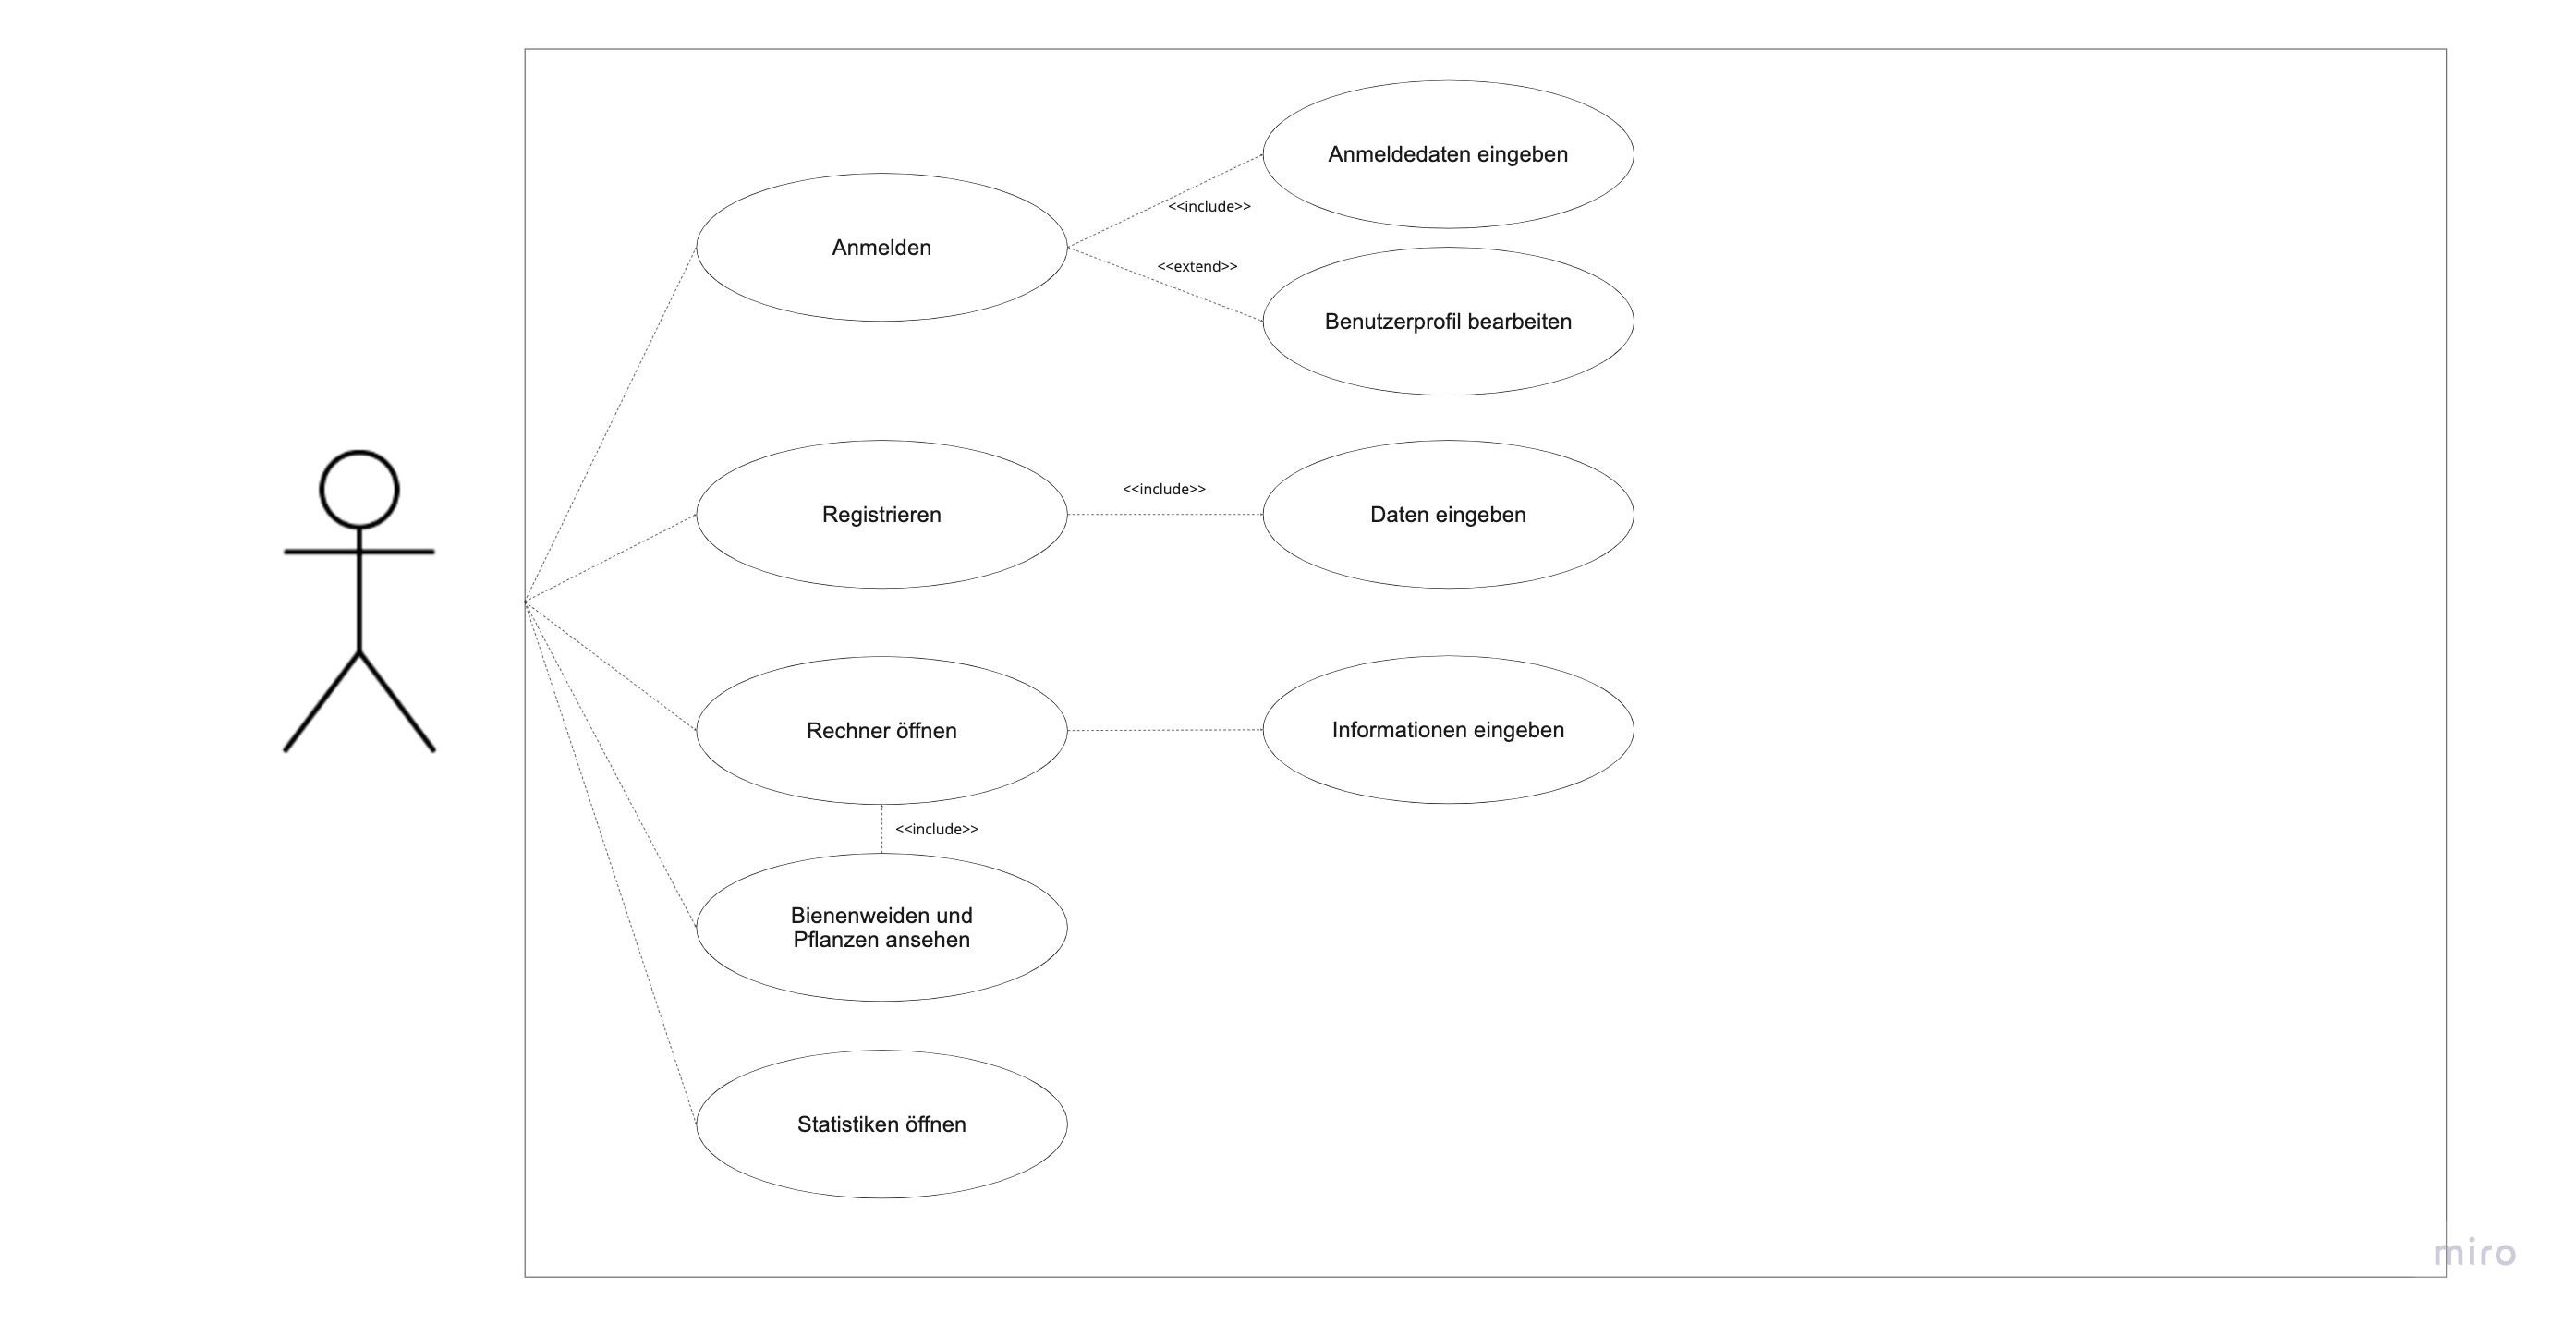 Anmeldedaten eingeben
<<include>>
Anmelden
<<extend>>
Benutzerprofil bearbeiten
<<include>>
Registrieren
Daten eingeben
Rechner öffnen
Informationen eingeben
<<include>>
Bienenweiden und
Pflanzen ansehen
Statistiken öffnen
miro